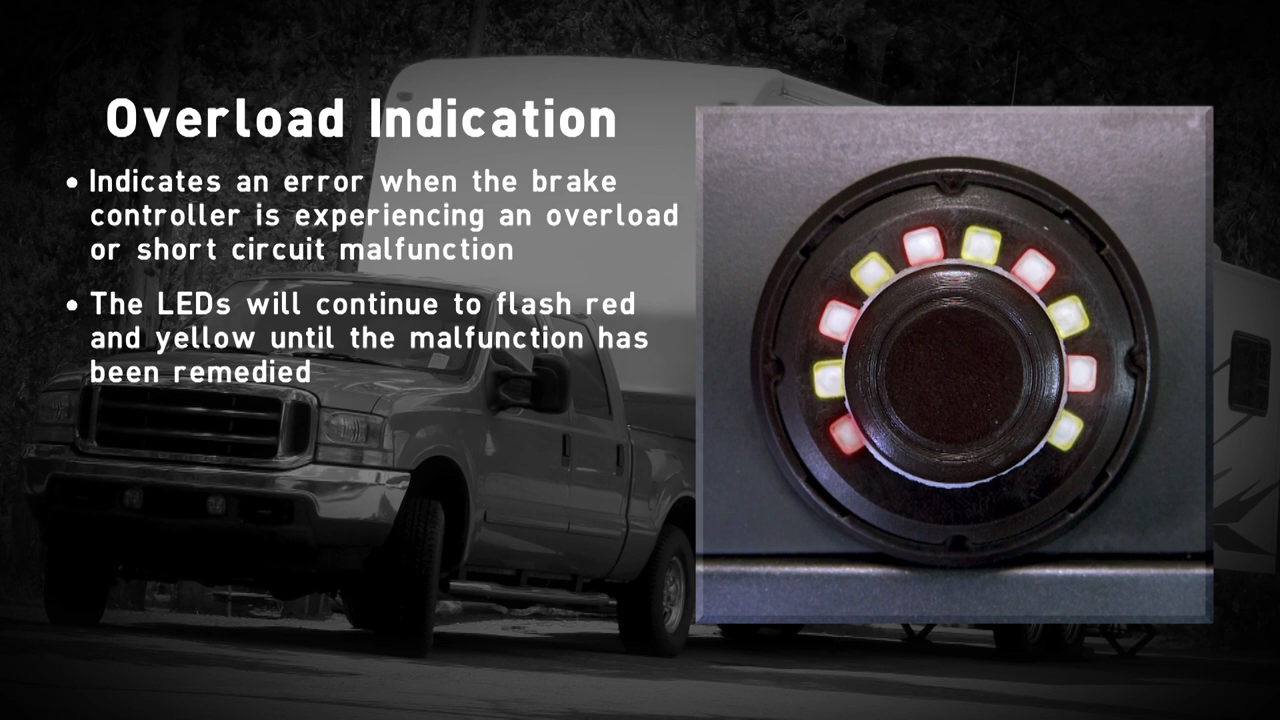 Overload Indication
• Indicates an error when the brake
controller is experiencing an overload
or short circuit malfunction
• The LEDs will continue to flash red
and yellow until the malfunction has
been remedied